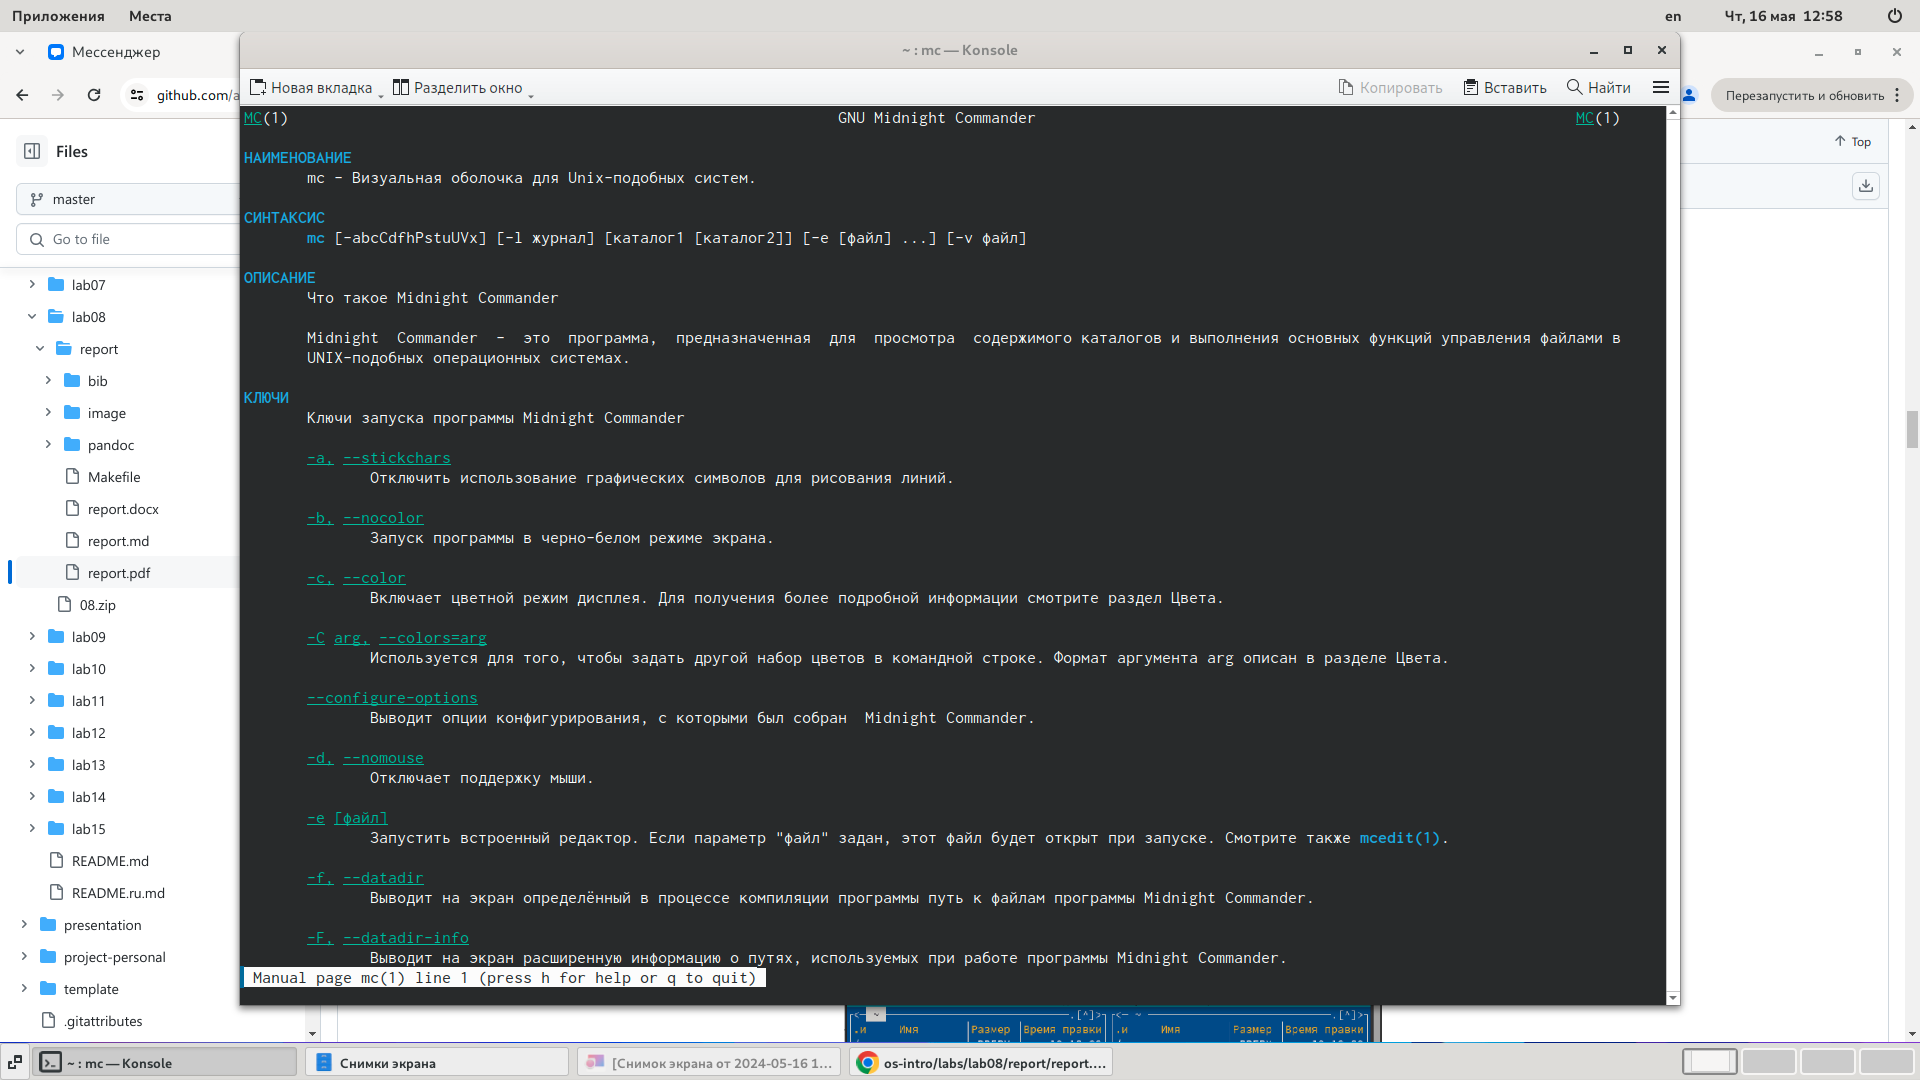 Приложения Места en Чт, 16 мая 12:58
Мессенджер
github.com/a
Перезапустить и обновить
~ : mc — Konsole
Новая вкладка Разделить окно Копировать Вставить Найти
Files
master
Go to file
lab07
lab08
report
bib
image
pandoc
Makefile
report.docx
report.md
report.pdf
08.zip
lab09
lab10
lab11
lab12
lab13
lab14
lab15
README.md
README.ru.md
presentation
project-personal
template
.gitattributes
Top
MC(1) GNU Midnight Commander MC(1)
НАИМЕНОВАНИЕ
mc - Визуальная оболочка для Unix-подобных систем.
СИНТАКСИС
mc [-abcCdfhPstuUVx] [-l журнал] [каталог1 [каталог2]] [-e [файл] ...] [-v файл]
ОПИСАНИЕ
Что такое Midnight Commander
Midnight Commander - это программа, предназначенная для просмотра содержимого каталогов и выполнения основных функций управления файлами в
UNIX-подобных операционных системах.
КЛЮЧИ
Ключи запуска программы Midnight Commander
-a, --stickchars
Отключить использование графических символов для рисования линий.
-b, --nocolor
Запуск программы в черно-белом режиме экрана.
-c, --color
Включает цветной режим дисплея. Для получения более подробной информации смотрите раздел Цвета.
-C arg, --colors=arg
Используется для того, чтобы задать другой набор цветов в командной строке. Формат аргумента arg описан в разделе Цвета.
--configure-options
Выводит опции конфигурирования, с которыми был собран Midnight Commander.
-d, --nomouse
Отключает поддержку мыши.
-e [файл]
Запустить встроенный редактор. Если параметр "файл" задан, этот файл будет открыт при запуске. Смотрите также mcedit(1).
-f, --datadir
Выводит на экран определённый в процессе компиляции программы путь к файлам программы Midnight Commander.
-F, --datadir-info
Выводит на экран расширенную информацию о путях, используемых при работе программы Midnight Commander.
Manual page mc(1) line 1 (press h for help or q to quit)
<— ~ .[^]> <— ~ .[^]>
.и Имя Размер Время правки .и Имя Размер Время правки
~ : mc — Konsole
Снимки экрана
[Снимок экрана от 2024-05-16 1...
os-intro/labs/lab08/report/report....